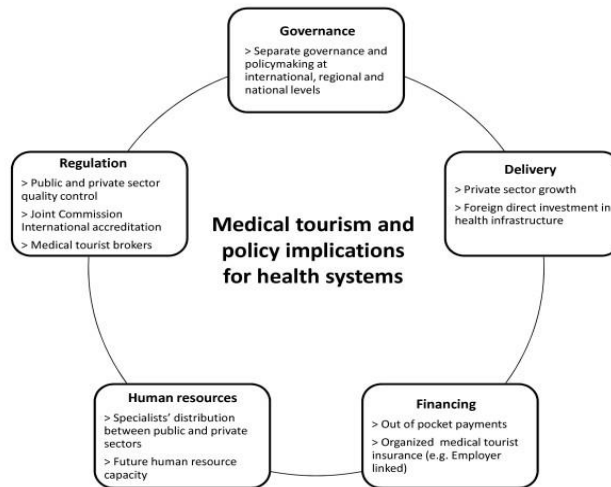 Governance
> Separate governance and
policymaking at
international, regional and
national levels
Regulation
> Public and private sector
quality control
> Joint Commission
International accreditation
> Medical tourist brokers
Delivery
> Private sector growth
> Foreign direct investment in
health infrastructure
Medical tourism and
policy implications
for health systems
Human resources
> Specialists' distribution
between public and private
sectors
> Future human resource
capacity
Financing
> Out of pocket payments
> Organized medical tourist
insurance (e.g. Employer
linked)